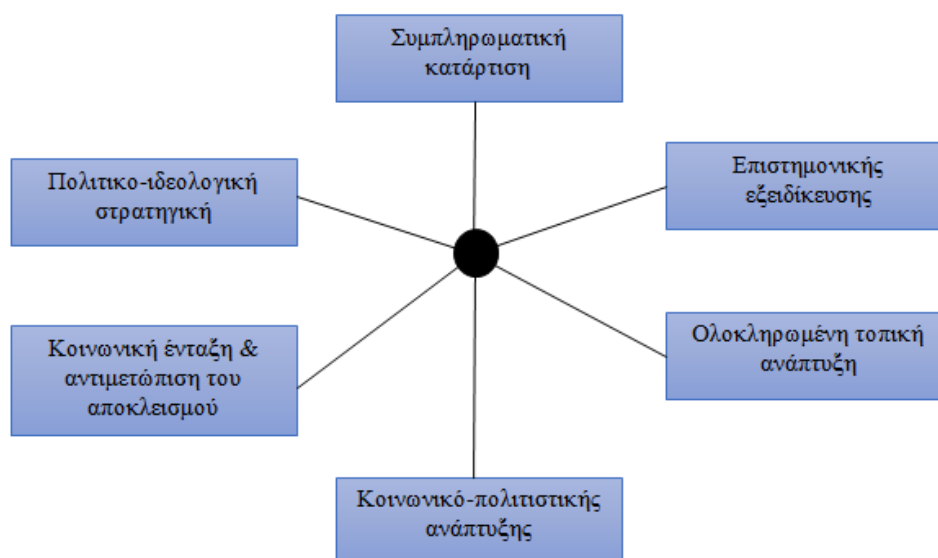 Συμπληρωματική
κατάρτιση
Πολιτικο-ιδεολογική
στρατηγική
Επιστημονικής
εξειδίκευσης
Κοινωνική ένταξη &
αντιμετώπιση του
αποκλεισμού
Ολοκληρωμένη τοπική
ανάπτυξη
Κοινωνικό-πολιτιστικής
ανάπτυξης